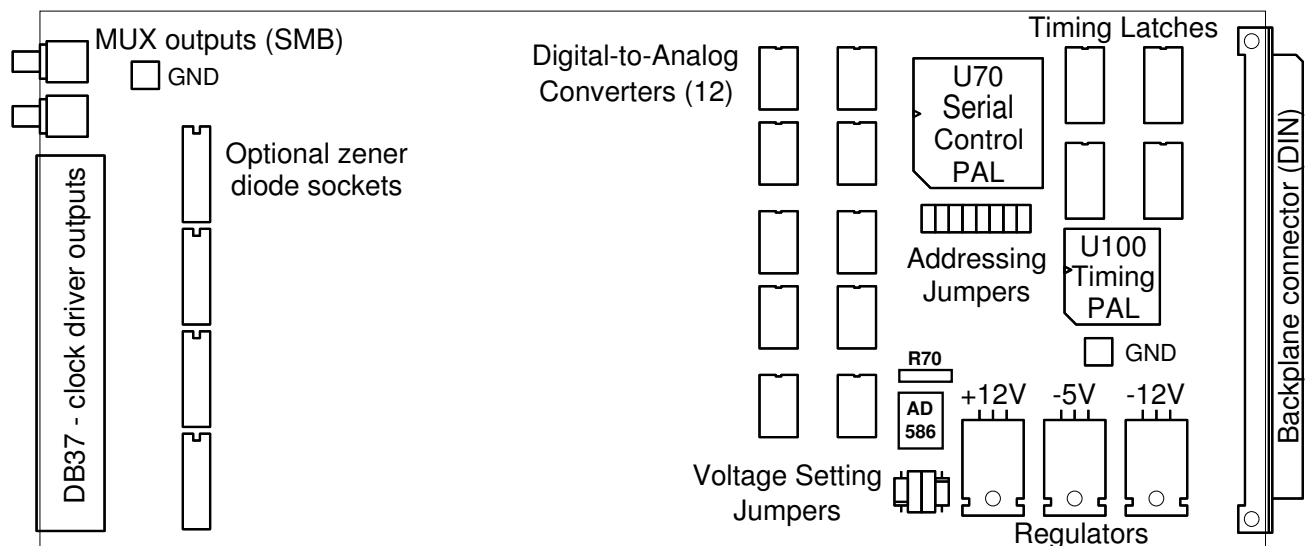 MUX outputs (SMB)
GND
DB37 - clock driver outputs
Optional zener
diode sockets
Digital-to-Analog
Converters (12)
U70
Serial
Control
PAL
Timing Latches
Addressing
Jumpers
U100
Timing
PAL
GND
R70
AD
586
+12V
-5V
-12V
Voltage Setting
Jumpers
Regulators
Backplane connector (DIN)